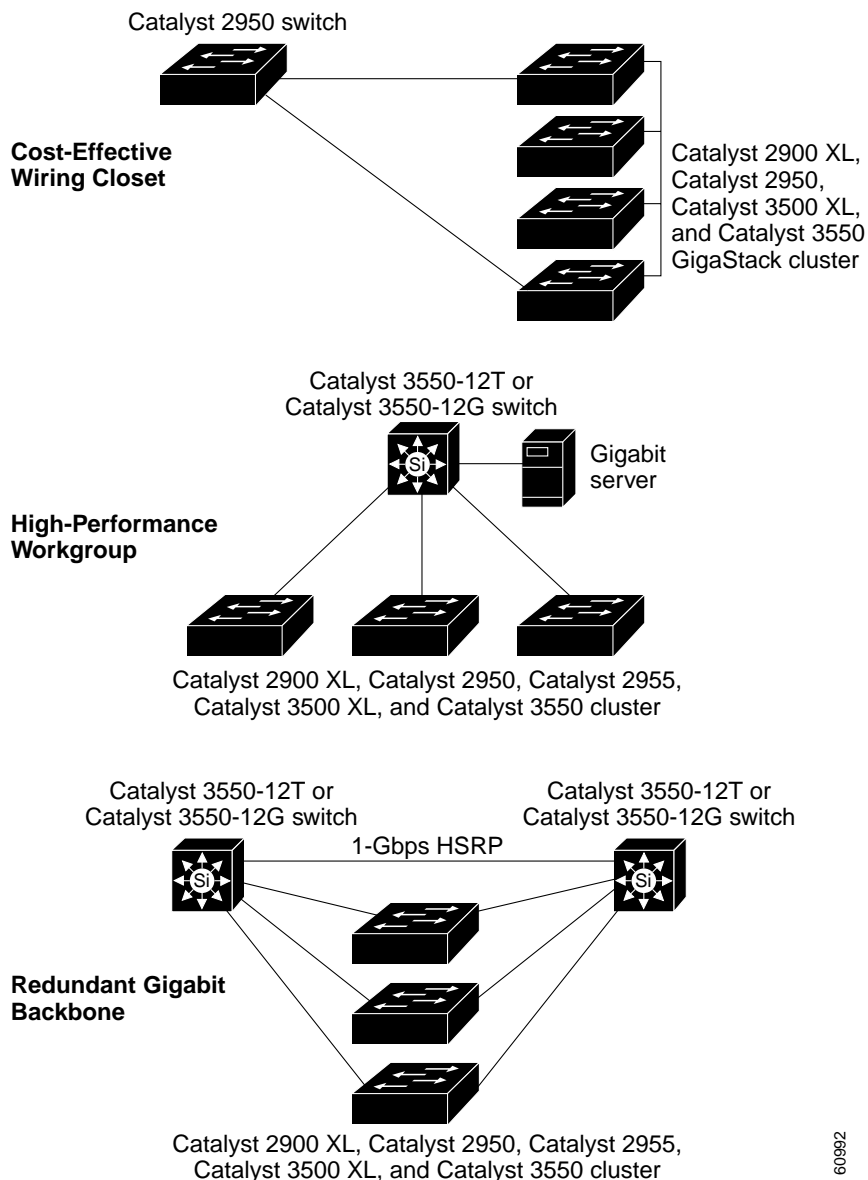 Catalyst 2950 switch
Cost-Effective
Wiring Closet
Catalyst 2900 XL,
Catalyst 2950,
Catalyst 3500 XL,
and Catalyst 3550
GigaStack cluster
Catalyst 3550-12T or
Catalyst 3550-12G switch
Si
Gigabit
server
High-Performance
Workgroup
Catalyst 2900 XL, Catalyst 2950, Catalyst 2955,
Catalyst 3500 XL, and Catalyst 3550 cluster
Catalyst 3550-12T or
Catalyst 3550-12G switch
Catalyst 3550-12T or
Catalyst 3550-12G switch
1-Gbps HSRP
Si
Si
Redundant Gigabit
Backbone
Catalyst 2900 XL, Catalyst 2950, Catalyst 2955,
Catalyst 3500 XL, and Catalyst 3550 cluster
60992